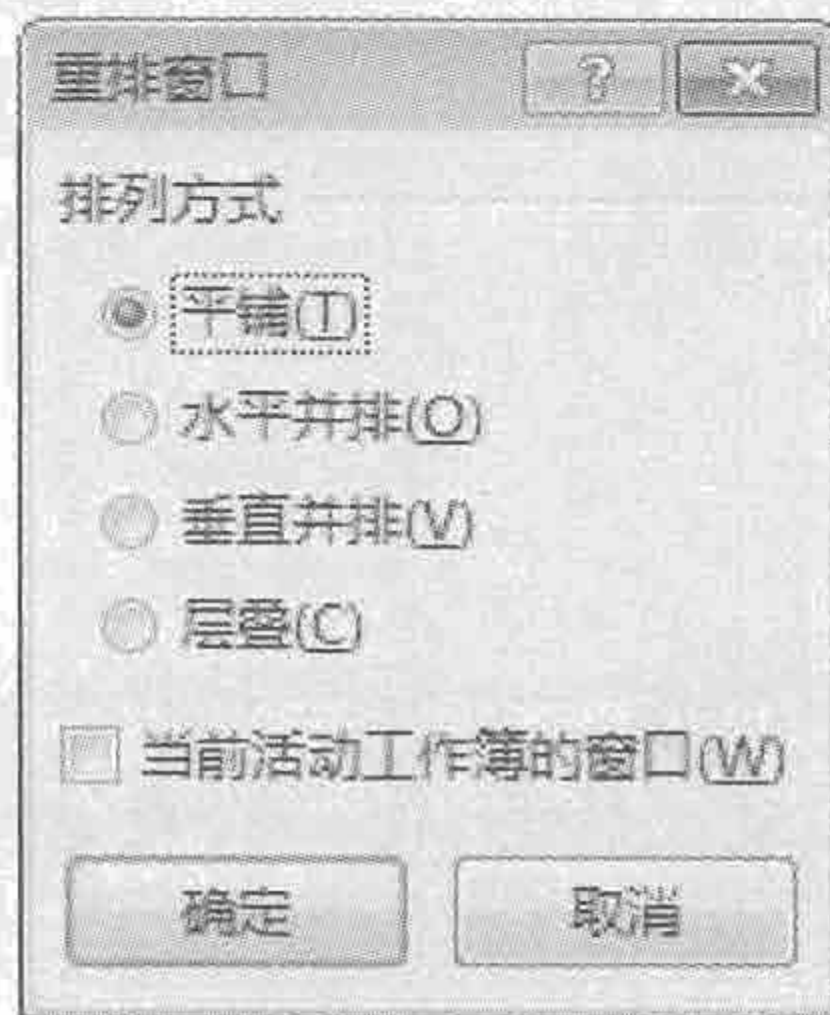 重排窗口
排列方式
平铺(T)
水平并排(O)
垂直并排(V)
层叠(C)
当前活动工作簿的窗口(W)
确定 取消